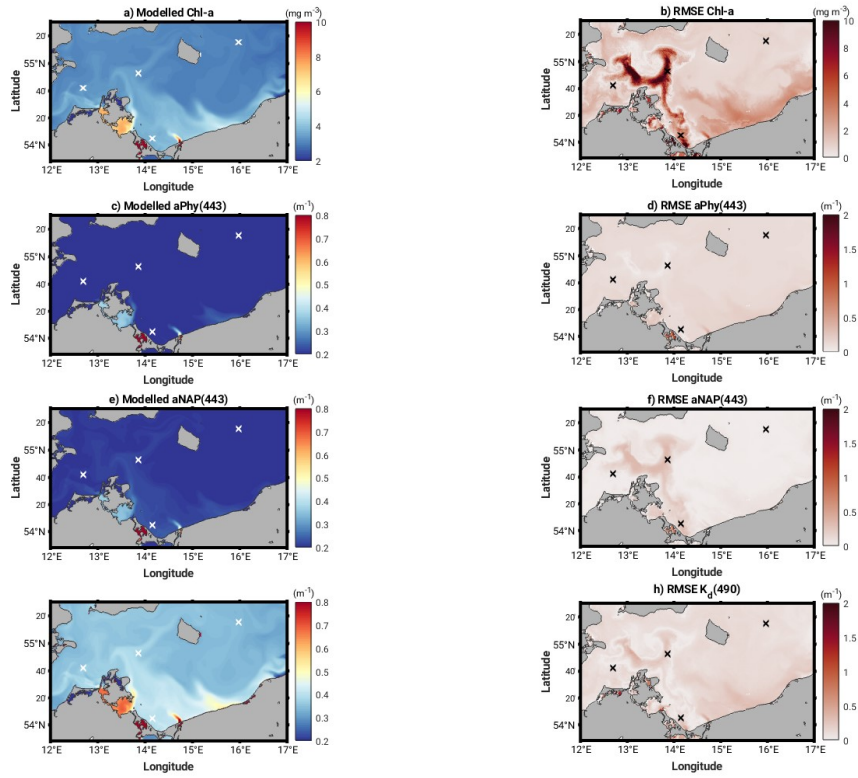 a) Modelled Chl-a
(mg m-3)
b) RMSE Chl-a
(mg m-3)
20'
55°N
40'
20'
54°N
Latitude
12°E 13°E 14°E 15°E 16°E 17°E
Longitude
10
8
6
4
2
20'
55°N
40'
20'
54°N
Latitude
12°E 13°E 14°E 15°E 16°E 17°E
Longitude
10
8
6
4
2
0
c) Modelled aPhy(443)
(m-1)
d) RMSE aPhy(443)
(m-1)
20'
55°N
40'
20'
54°N
Latitude
12°E 13°E 14°E 15°E 16°E 17°E
Longitude
0.8
0.7
0.6
0.5
0.4
0.3
0.2
20'
55°N
40'
20'
54°N
Latitude
12°E 13°E 14°E 15°E 16°E 17°E
Longitude
2
1.5
1
0.5
0
e) Modelled aNAP(443)
(m-1)
f) RMSE aNAP(443)
(m-1)
20'
55°N
40'
20'
54°N
Latitude
12°E 13°E 14°E 15°E 16°E 17°E
Longitude
0.8
0.7
0.6
0.5
0.4
0.3
0.2
20'
55°N
40'
20'
54°N
Latitude
12°E 13°E 14°E 15°E 16°E 17°E
Longitude
2
1.5
1
0.5
0
(m-1)
h) RMSE Kd(490)
(m-1)
20'
55°N
40'
20'
54°N
Latitude
12°E 13°E 14°E 15°E 16°E 17°E
Longitude
0.8
0.7
0.6
0.5
0.4
0.3
0.2
20'
55°N
40'
20'
54°N
Latitude
12°E 13°E 14°E 15°E 16°E 17°E
Longitude
2
1.5
1
0.5
0